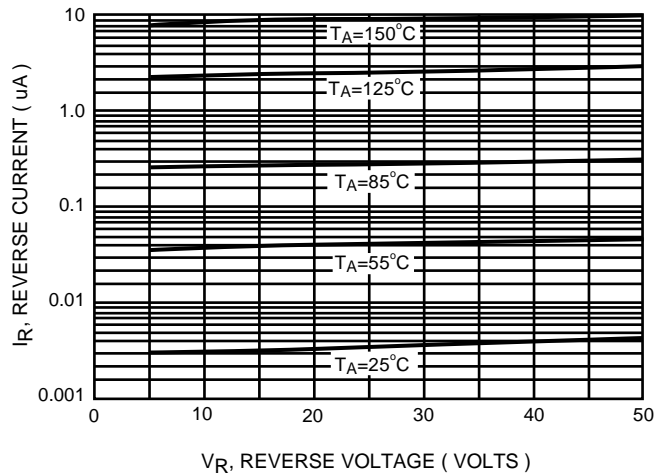 10
1.0
0.1
0.01
0.001
I_R, REVERSE CURRENT ( uA )
T_A=150°C
T_A=125°C
T_A=85°C
T_A=55°C
T_A=25°C
0 10 20 30 40 50
V_R, REVERSE VOLTAGE ( VOLTS )